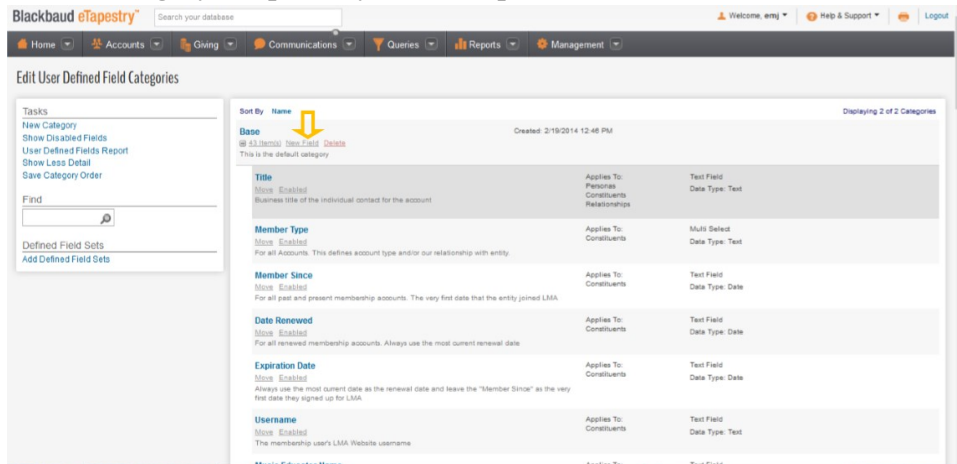 Blackbaud eTapestry™ Search your database Welcome, emj Help & Support Logout
Home Accounts Giving Communications Queries Reports Management
Edit User Defined Field Categories
Tasks
New Category
Show Disabled Fields
User Defined Fields Report
Show Less Detail
Save Category Order
Find
Defined Field Sets
Add Defined Field Sets
Sort By Name Displaying 2 of 2 Categories
Base Created: 2/19/2014 12:46 PM
43 Item(s) New Field Delete
This is the default category
Title Applies To: Text Field
Move Enabled Personas Data Type: Text
Business title of the individual contact for the account Constituents
Relationships
Member Type Applies To: Multi Select
Move Enabled Constituents Data Type: Text
For all Accounts. This defines account type and/or our relationship with entity.
Member Since Applies To: Text Field
Move Enabled Constituents Data Type: Date
For all past and present membership accounts. The very first date that the entity joined LMA
Date Renewed Applies To: Text Field
Move Enabled Constituents Data Type: Date
For all renewed membership accounts. Always use the most current renewal date
Expiration Date Applies To: Text Field
Move Enabled Constituents Data Type: Date
Always use the most current date as the renewal date and leave the "Member Since" as the very
first date they signed up for LMA
Username Applies To: Text Field
Move Enabled Constituents Data Type: Text
The membership user's LMA Website username